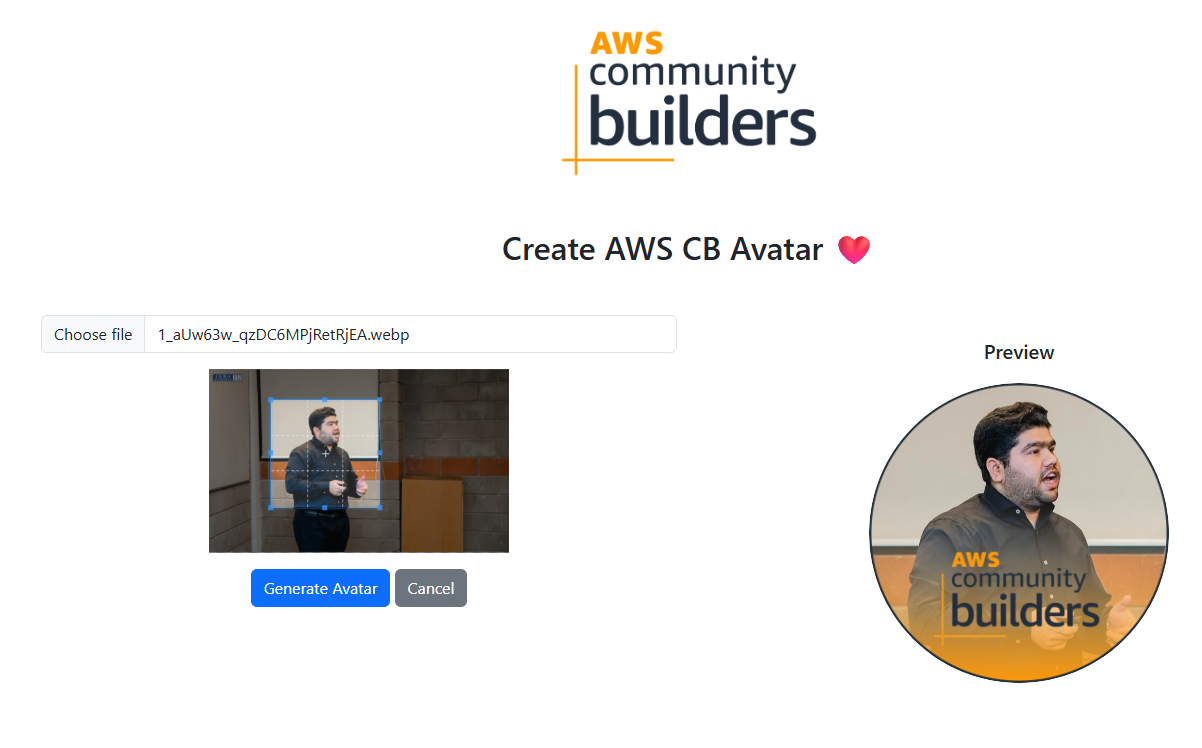 AWS
community
builders
Create AWS CB Avatar
Choose file
1_aUw63w_qzDC6MPjRetRjEA.webp
Preview
Generate Avatar
Cancel
AWS
community
builders